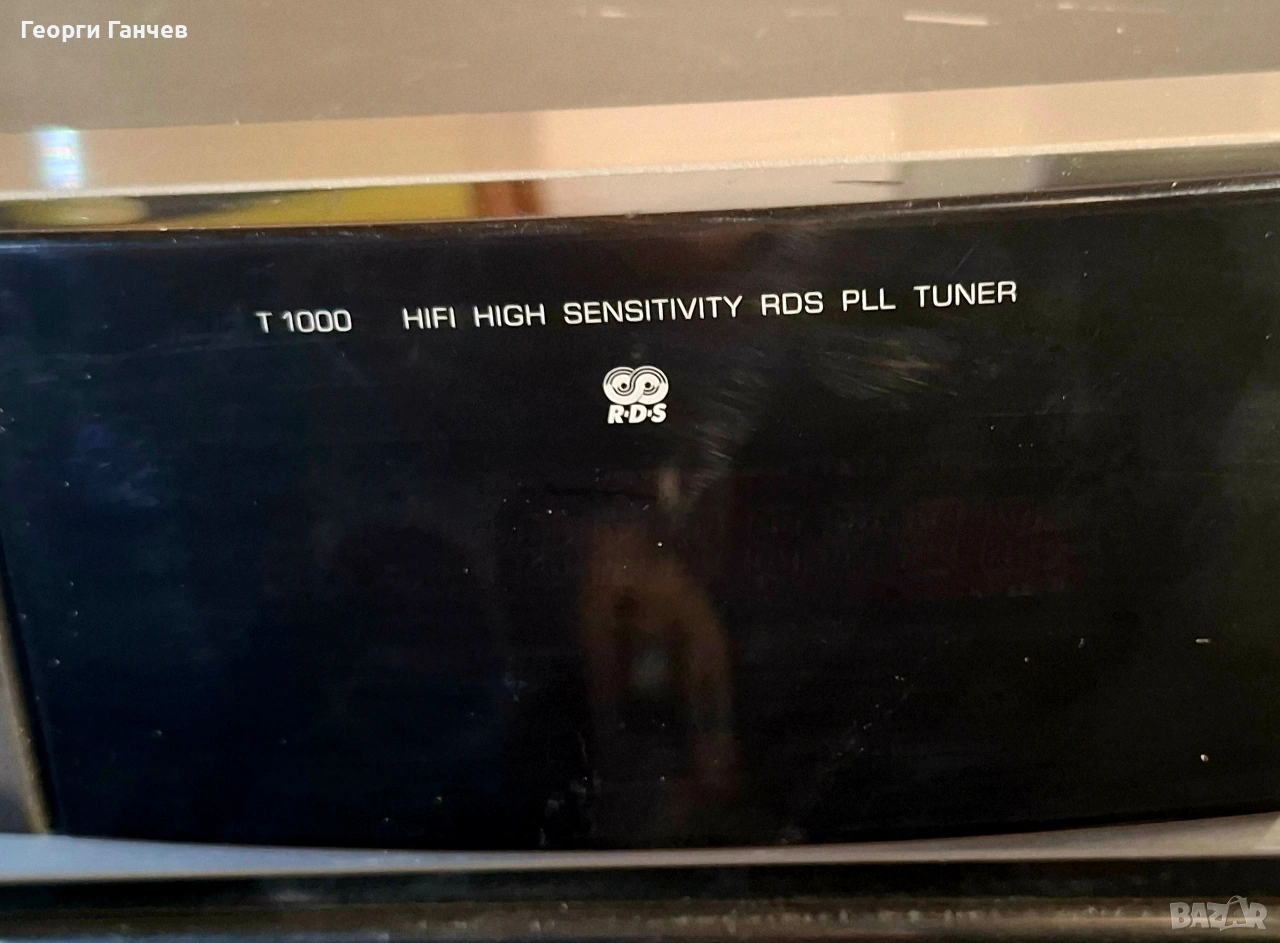 Георги Ганчев
T 1000 HIFI HIGH SENSITIVITY RDS PLL TUNER
R·D·S
BAZAR